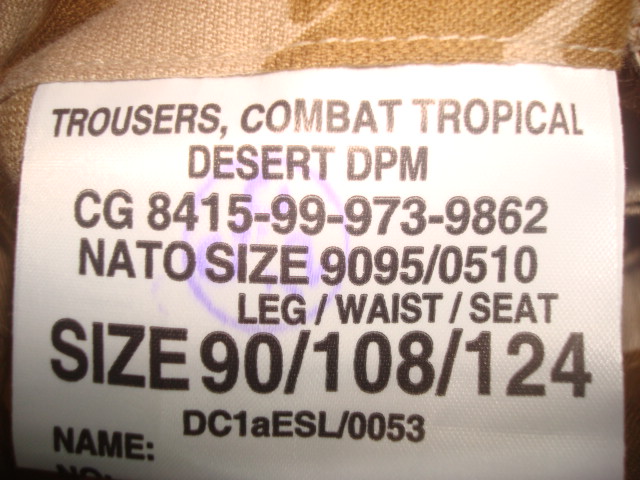 TROUSERS, COMBAT TROPICAL
DESERT DPM
CG 8415-99-973-9862
NATO SIZE 9095/0510
LEG / WAIST / SEAT
SIZE 90/108/124
DC1aESL/0053
NAME: